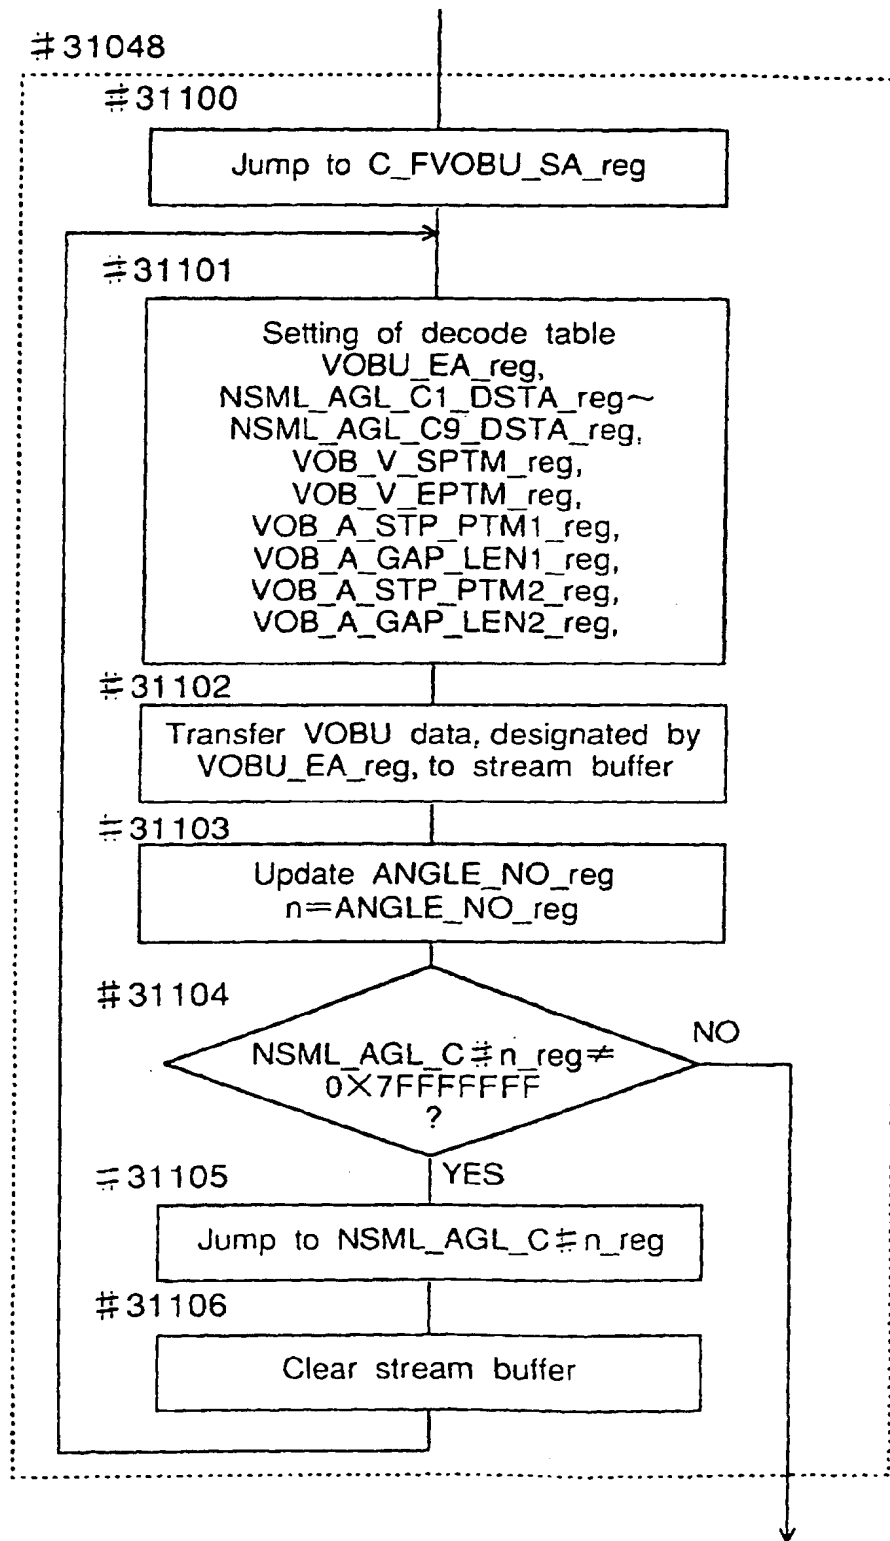 #31048
#31100
Jump to C_FVOBU_SA_reg
#31101
Setting of decode table
VOBU_EA_reg,
NSML_AGL_C1_DSTA_reg~
NSML_AGL_C9_DSTA_reg,
VOB_V_SPTM_reg,
VOB_V_EPTM_reg,
VOB_A_STP_PTM1_reg,
VOB_A_GAP_LEN1_reg,
VOB_A_STP_PTM2_reg,
VOB_A_GAP_LEN2_reg,
#31102
Transfer VOBU data, designated by
VOBU_EA_reg, to stream buffer
#31103
Update ANGLE_NO_reg
n=ANGLE_NO_reg
#31104
NO
NSML_AGL_C#n_reg≠
0X7FFFFFFF
?
YES
#31105
Jump to NSML_AGL_C#n_reg
#31106
Clear stream buffer